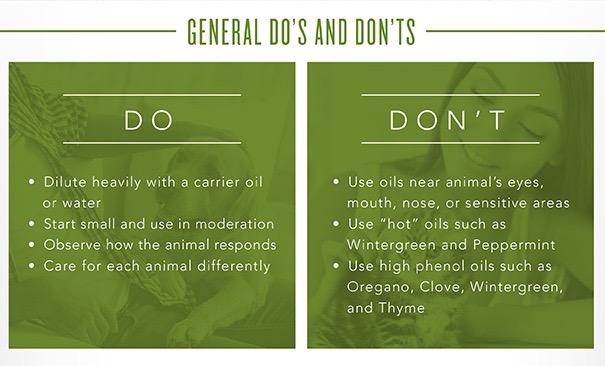 GENERAL DO'S AND DON'TS
DO
• Dilute heavily with a carrier oil
or water
• Start small and use in moderation
• Observe how the animal responds
• Care for each animal differently
DON'T
• Use oils near animal's eyes,
mouth, nose, or sensitive areas
• Use "hot" oils such as
Wintergreen and Peppermint
• Use high phenol oils such as
Oregano, Clove, Wintergreen,
and Thyme